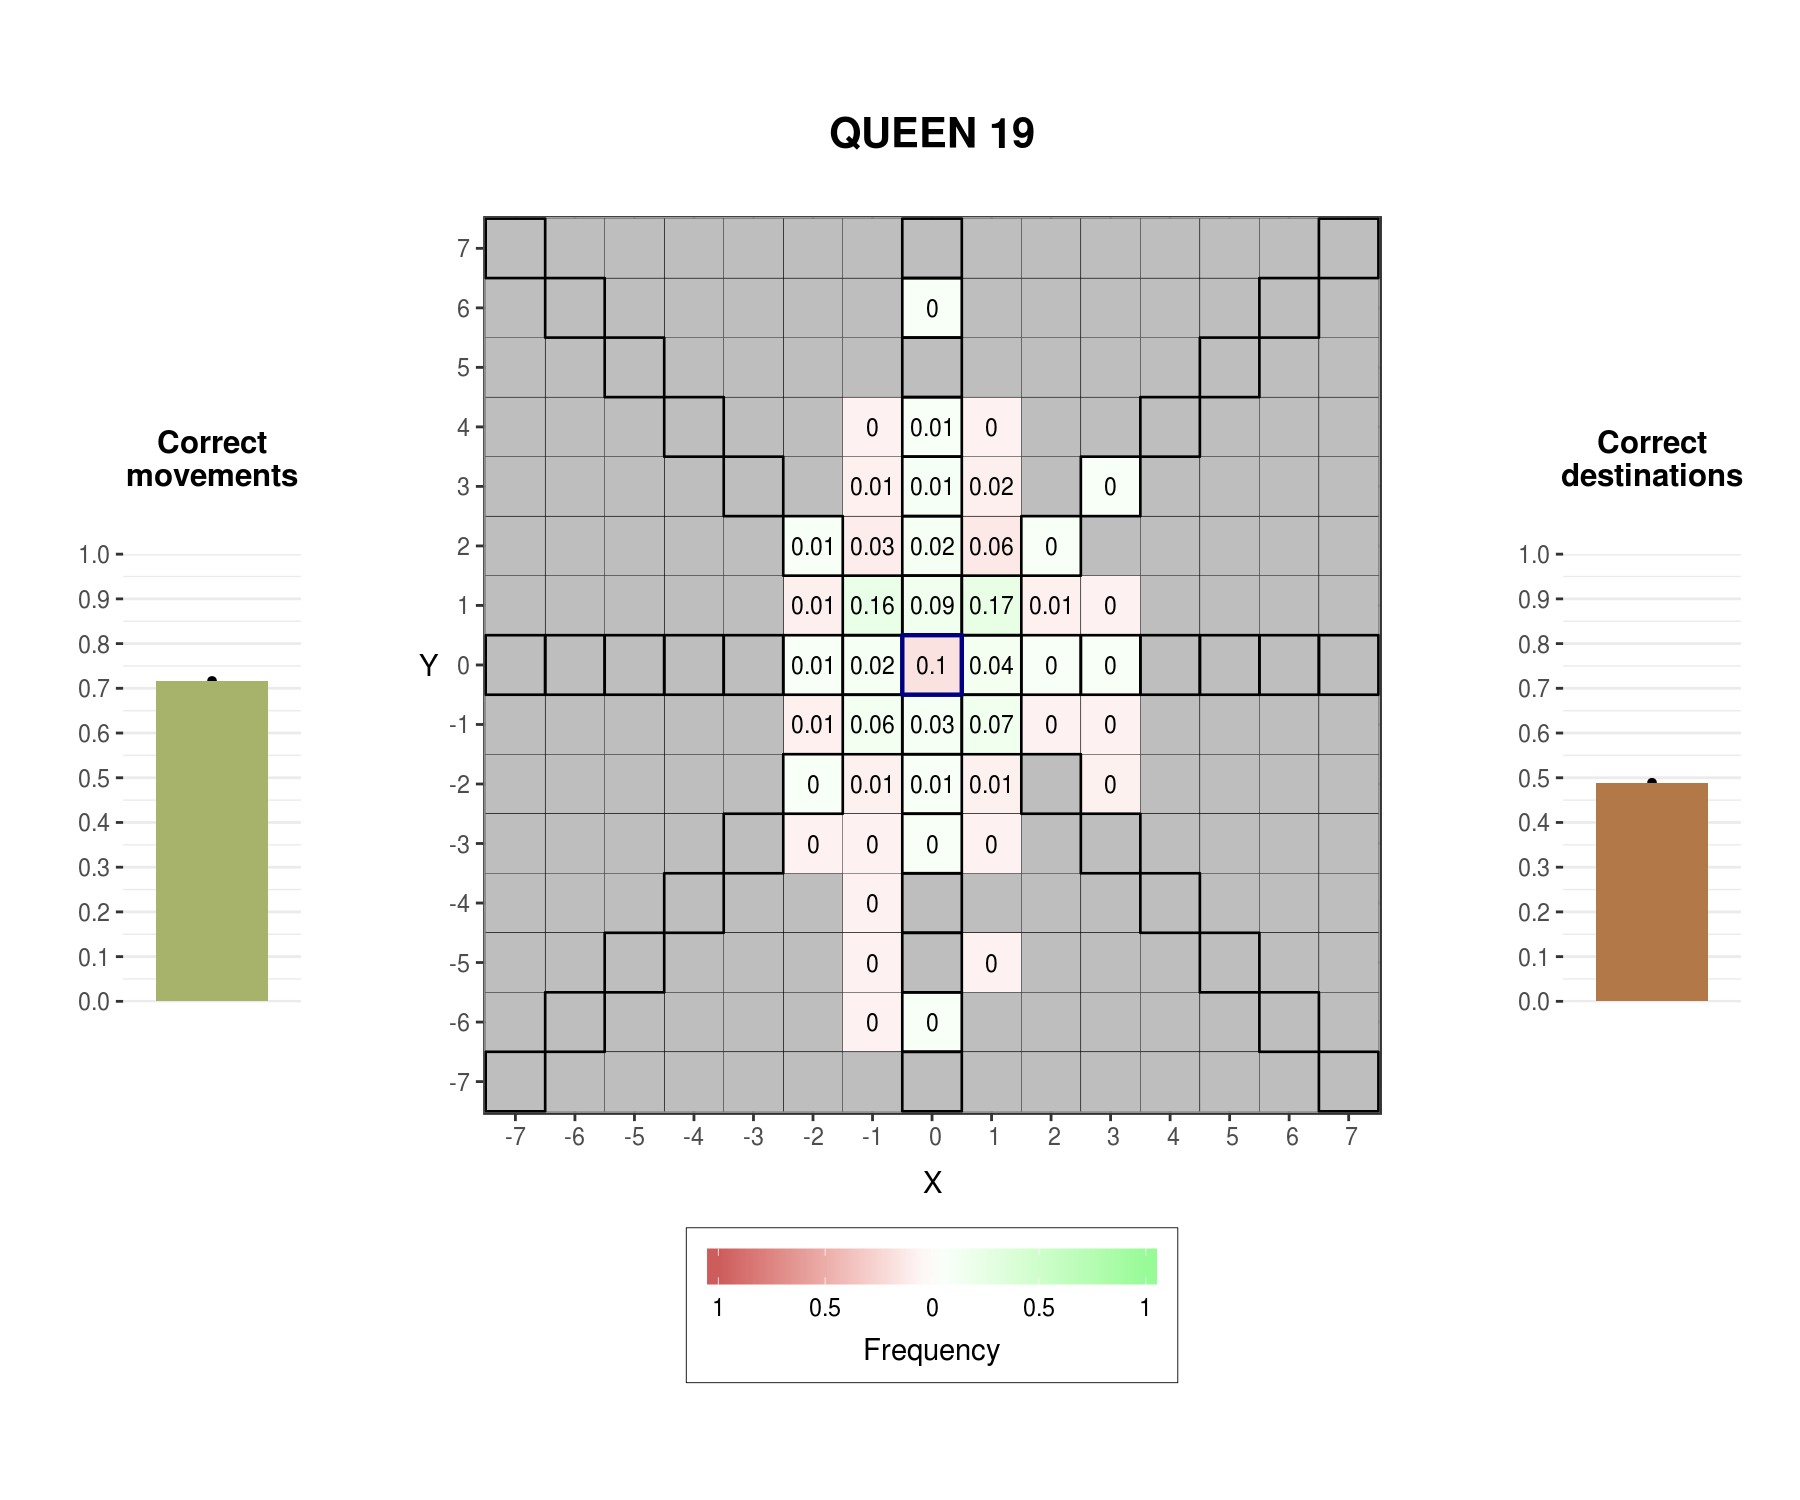 QUEEN 19
Correct
movements
1.0
0.9
0.8
0.7
0.6
0.5
0.4
0.3
0.2
0.1
0.0
Y
7
6
5
4
3
2
1
0
-1
-2
-3
-4
-5
-6
-7
0
0 0.01 0
0.01 0.01 0.02 0
0.01 0.03 0.02 0.06 0
0.01 0.16 0.09 0.17 0.01 0
0.01 0.02 0.1 0.04 0 0
0.01 0.06 0.03 0.07 0 0
0 0.01 0.01 0.01 0
0 0 0 0
0
0 0
0 0
-7 -6 -5 -4 -3 -2 -1 0 1 2 3 4 5 6 7
X
1 0.5 0 0.5 1
Frequency
Correct
destinations
1.0
0.9
0.8
0.7
0.6
0.5
0.4
0.3
0.2
0.1
0.0